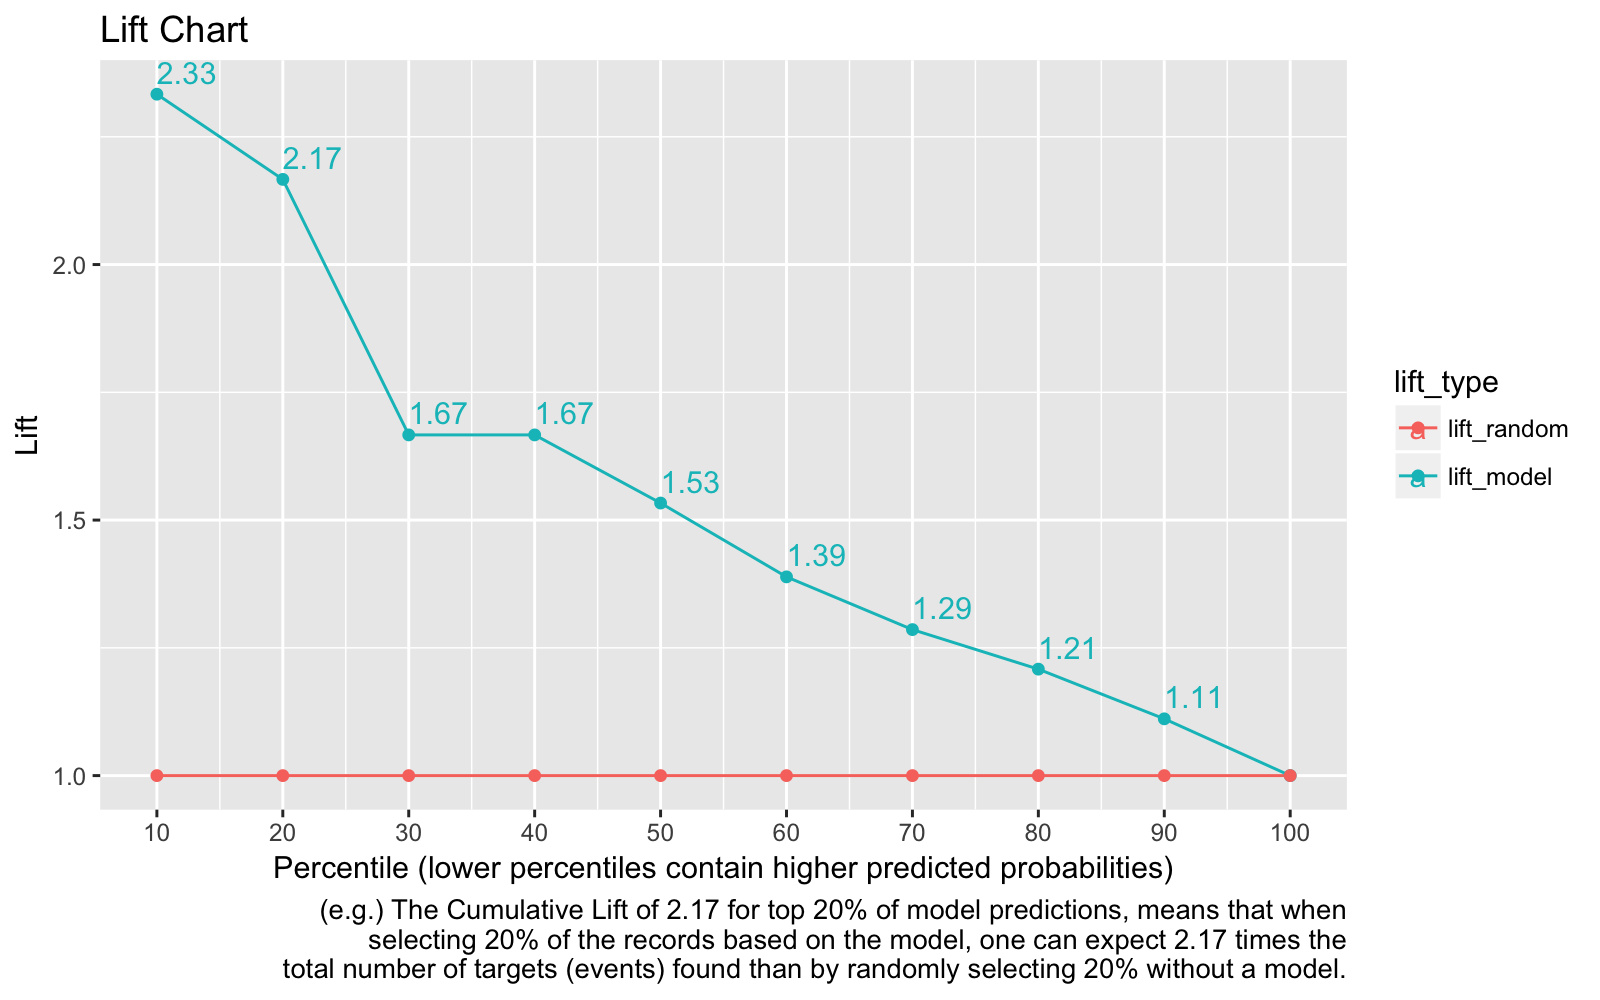 Lift Chart
2.33
2.17
1.67
1.67
1.53
1.39
1.29
1.21
1.11
2.0
1.5
1.0
Lift
10 20 30 40 50 60 70 80 90 100
Percentile (lower percentiles contain higher predicted probabilities)
(e.g.) The Cumulative Lift of 2.17 for top 20% of model predictions, means that when
selecting 20% of the records based on the model, one can expect 2.17 times the
total number of targets (events) found than by randomly selecting 20% without a model.
lift_type
a lift_random
a lift_model